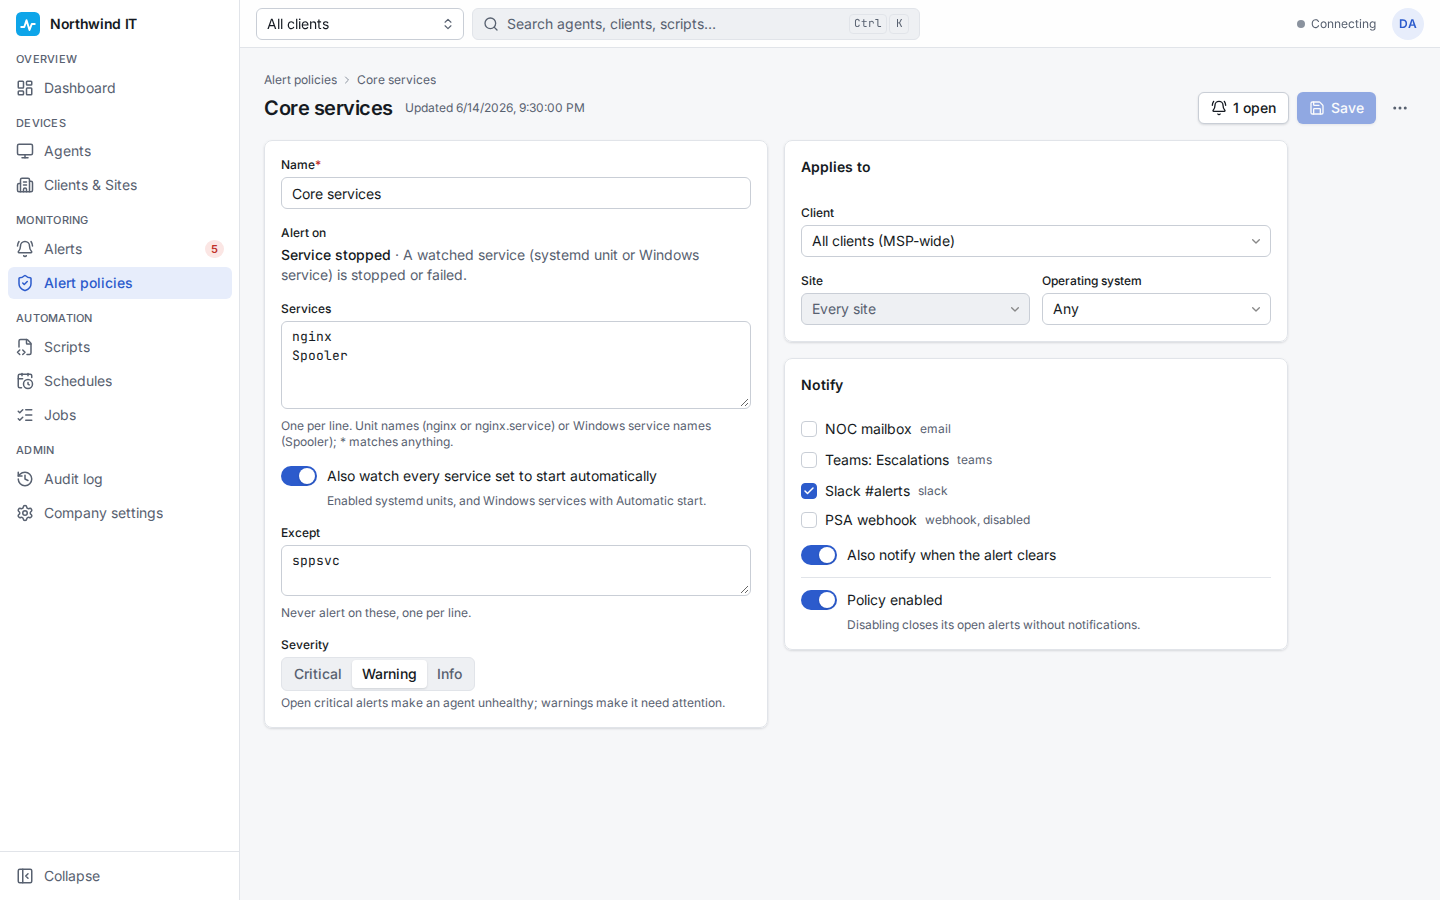 Northwind IT
All clients
Search agents, clients, scripts...
Ctrl K
Connecting
DA
OVERVIEW
Dashboard
DEVICES
Agents
Clients & Sites
MONITORING
Alerts 5
Alert policies
AUTOMATION
Scripts
Schedules
Jobs
ADMIN
Audit log
Company settings
Collapse
Alert policies > Core services
Core services Updated 6/14/2026, 9:30:00 PM
1 open
Save
Name*
Core services
Alert on
Service stopped · A watched service (systemd unit or Windows
service) is stopped or failed.
Services
nginx
Spooler
One per line. Unit names (nginx or nginx.service) or Windows service names
(Spooler); * matches anything.
Also watch every service set to start automatically
Enabled systemd units, and Windows services with Automatic start.
Except
sppsvc
Never alert on these, one per line.
Severity
Critical Warning Info
Open critical alerts make an agent unhealthy; warnings make it need attention.
Applies to
Client
All clients (MSP-wide)
Site Operating system
Every site Any
Notify
NOC mailbox email
Teams: Escalations teams
Slack #alerts slack
PSA webhook webhook, disabled
Also notify when the alert clears
Policy enabled
Disabling closes its open alerts without notifications.